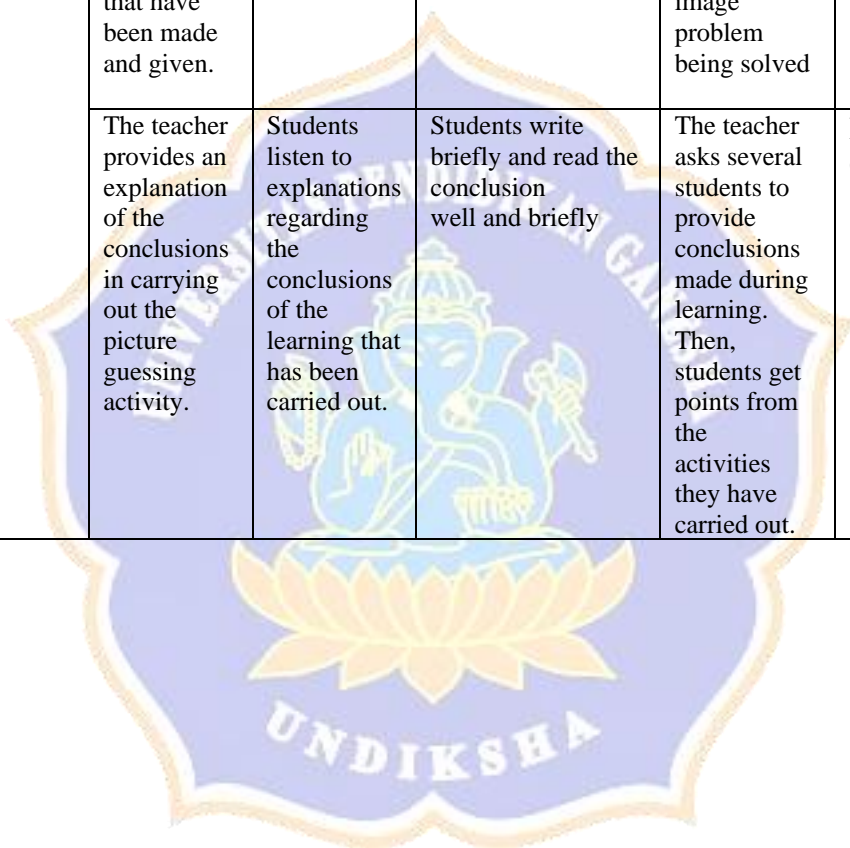 that have
been made
and given.
image
problem
being solved
The teacher
provides an
explanation
of the
conclusions
in carrying
out the
picture
guessing
activity.
Students
listen to
explanations
regarding
the
conclusions
of the
learning that
has been
carried out.
Students write
briefly and read the
conclusion
well and briefly
The teacher
asks several
students to
provide
conclusions
made during
learning.
Then,
students get
points from
the
activities
they have
carried out.
UNIVERSITAS PENDIDIKAN GANESHA
UNDIKSHA